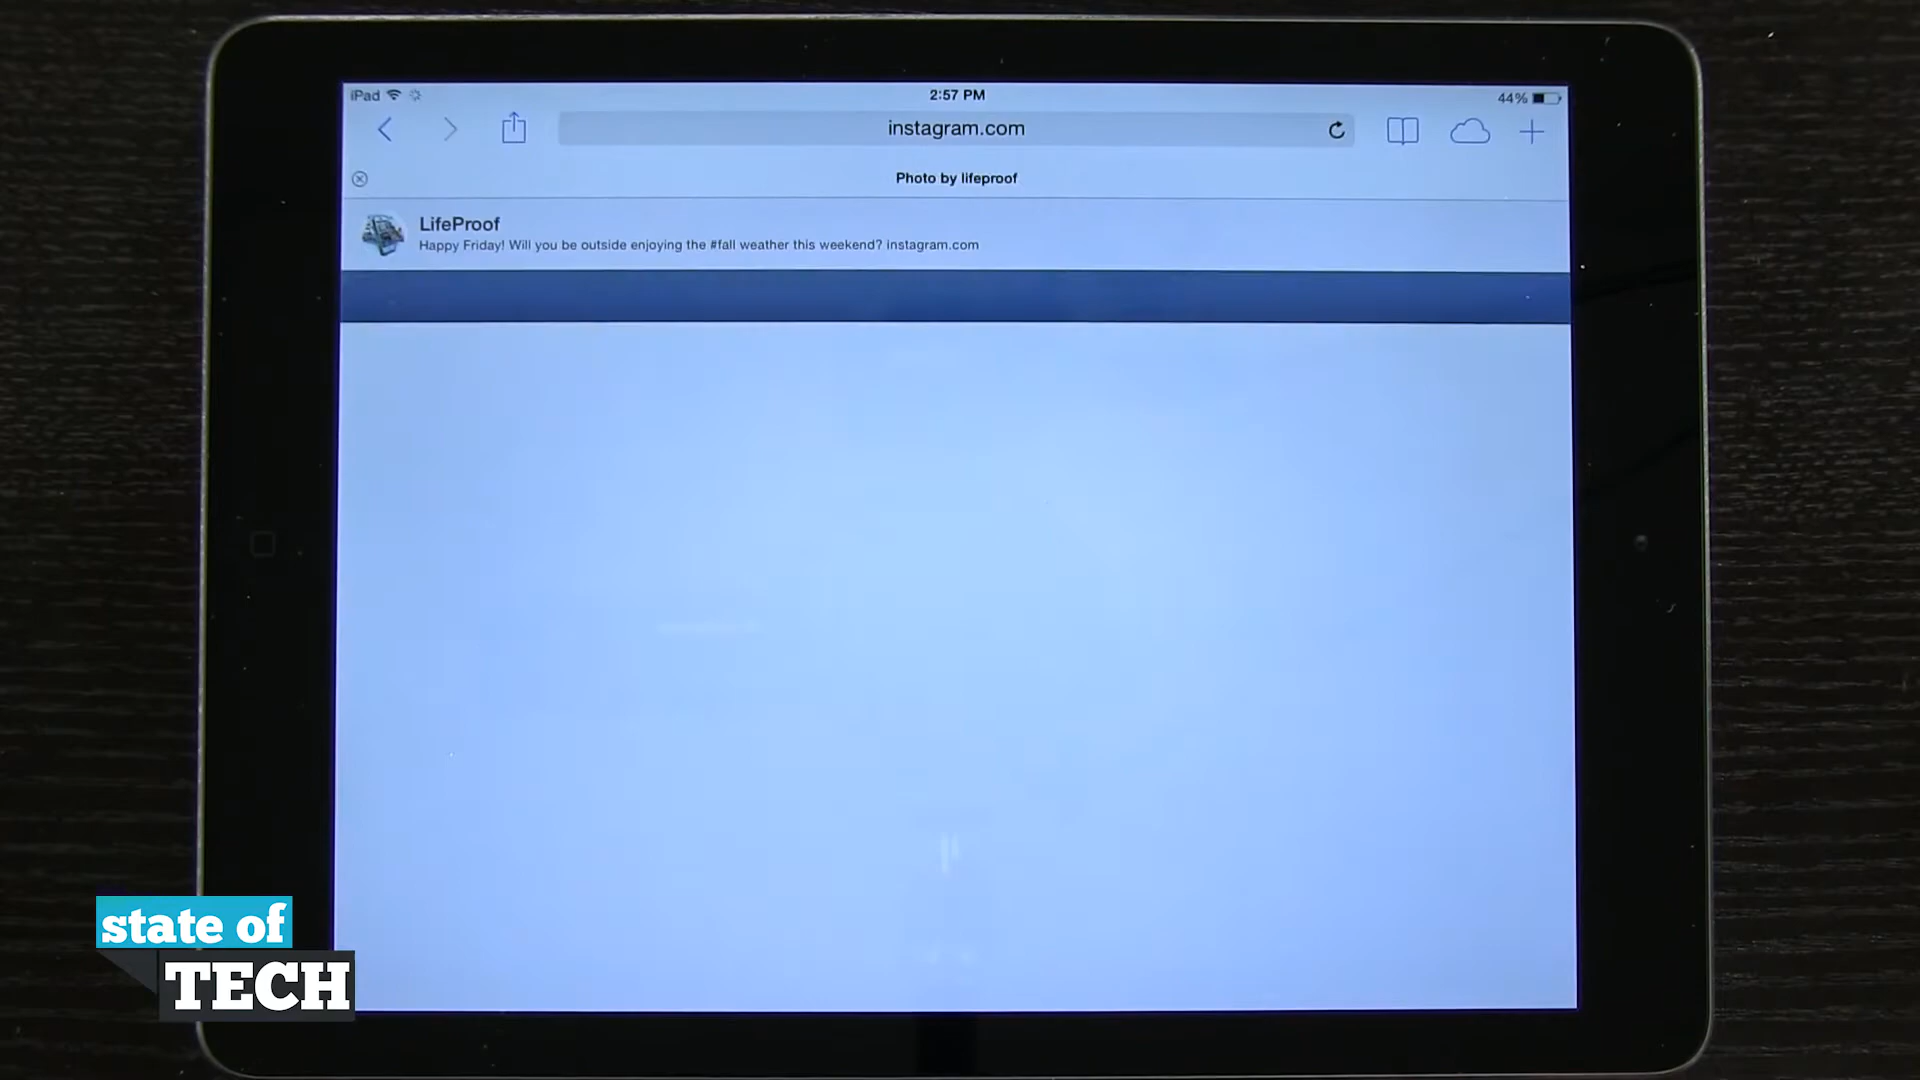 iPad
2:57 PM
44%
instagram.com
Photo by lifeproof
LifeProof
Happy Friday! Will you be outside enjoying the #fall weather this weekend? instagram.com
state of
TECH